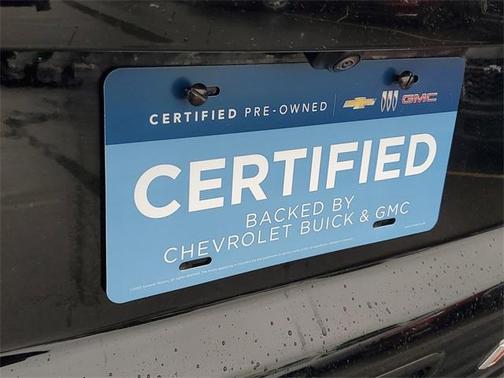 CERTIFIED PRE-OWNED
GMC
CERTIFIED
BACKED BY
CHEVROLET BUICK & GMC